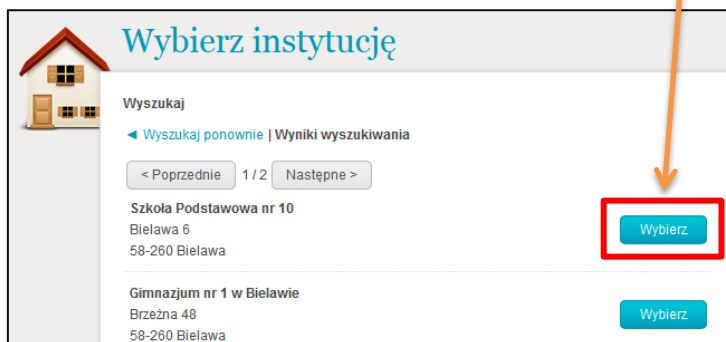 Wybierz instytucję
Wyszukaj
◄ Wyszukaj ponownie | Wyniki wyszukiwania
< Poprzednie 1 / 2 Następne >
Szkoła Podstawowa nr 10
Bielawa 6
58-260 Bielawa
Wybierz
Gimnazjum nr 1 w Bielawie
Brzeżna 48
58-260 Bielawa
Wybierz